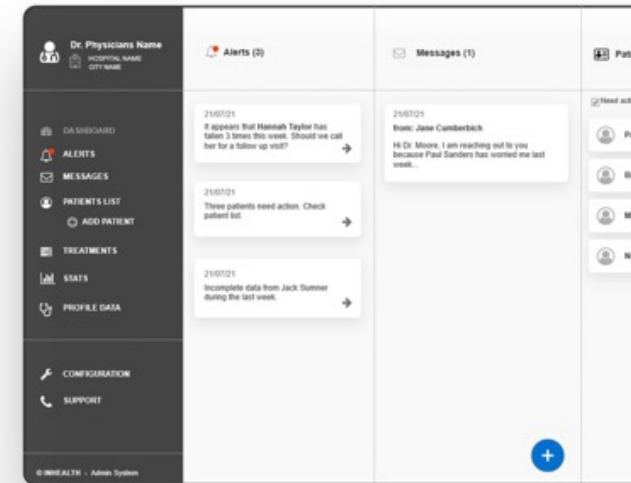 Dr. Physicians Name
HOSPITAL NAME
CITY NAME
DASHBOARD
ALERTS
MESSAGES
PATIENTS LIST
ADD PATIENT
TREATMENTS
STATS
PROFILE DATA
CONFIGURATION
SUPPORT
© INHEALTH - Admin System
Alerts (3)
21/07/21
It appears that Hannah Taylor has
fallen 3 times this week. Should we call
her for a follow up visit?
21/07/21
Three patients need action. Check
patient list.
21/07/21
Incomplete data from Jack Sumner
during the last week.
Messages (1)
21/07/21
from: Jane Cumberbich
Hi Dr. Moore, I am reaching out to you
because Paul Sanders has worried me last
week...
Pati
Need acti